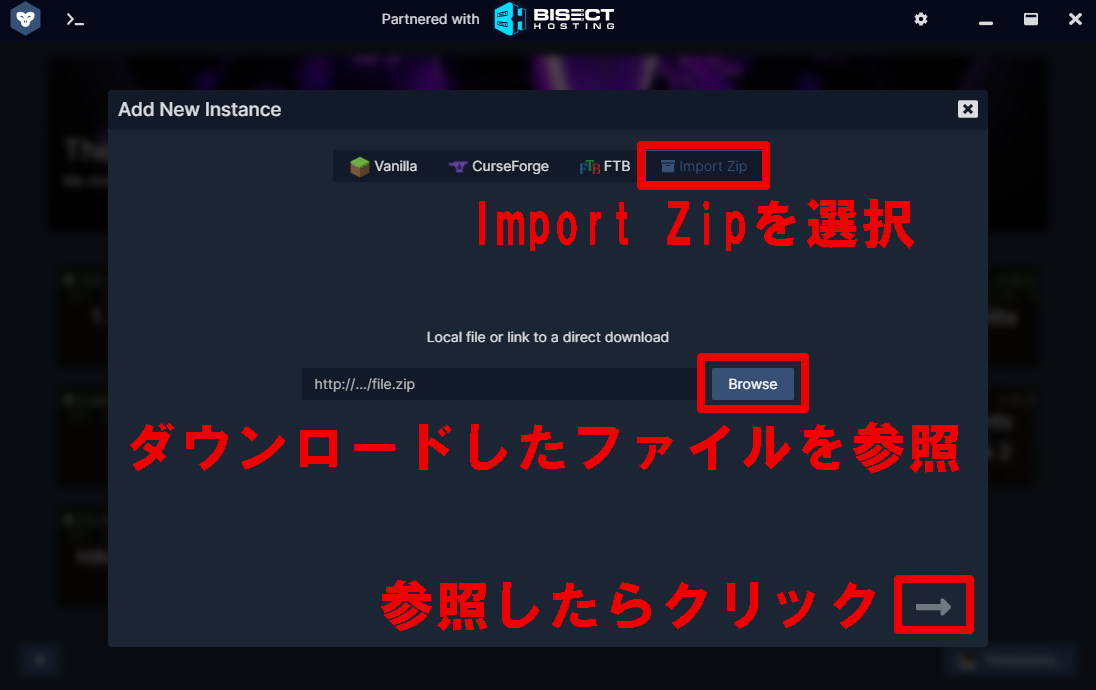 Partnered with BISECT HOSTING
Add New Instance
Vanilla CurseForge FTB Import Zip
Import Zipを選択
Local file or link to a direct download
http://.../file.zip Browse
ダウンロードしたファイルを参照
参照したらクリック